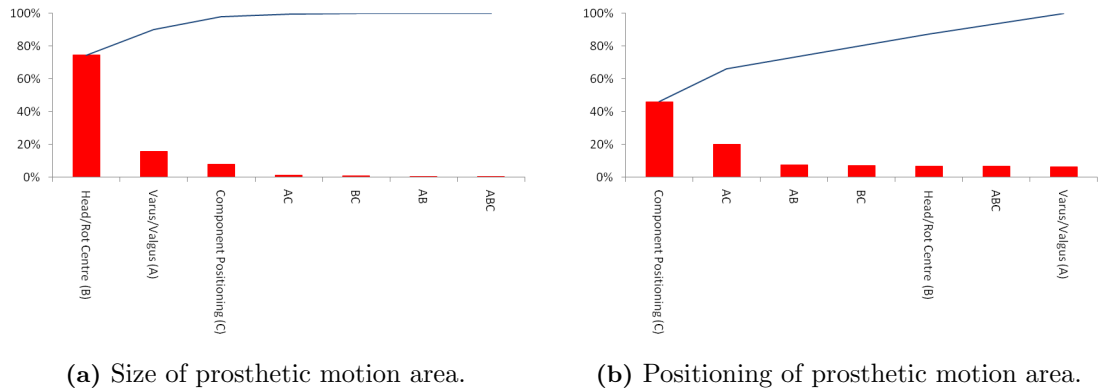 100%
80%
60%
40%
20%
0%
Head/Rot Centre (B)
Varus/Valgus (A)
Component Positioning (C)
AC
BC
AB
ABC
(a) Size of prosthetic motion area.
100%
80%
60%
40%
20%
0%
Component Positioning (C)
AC
AB
BC
Head/Rot Centre (B)
ABC
Varus/Valgus (A)
(b) Positioning of prosthetic motion area.